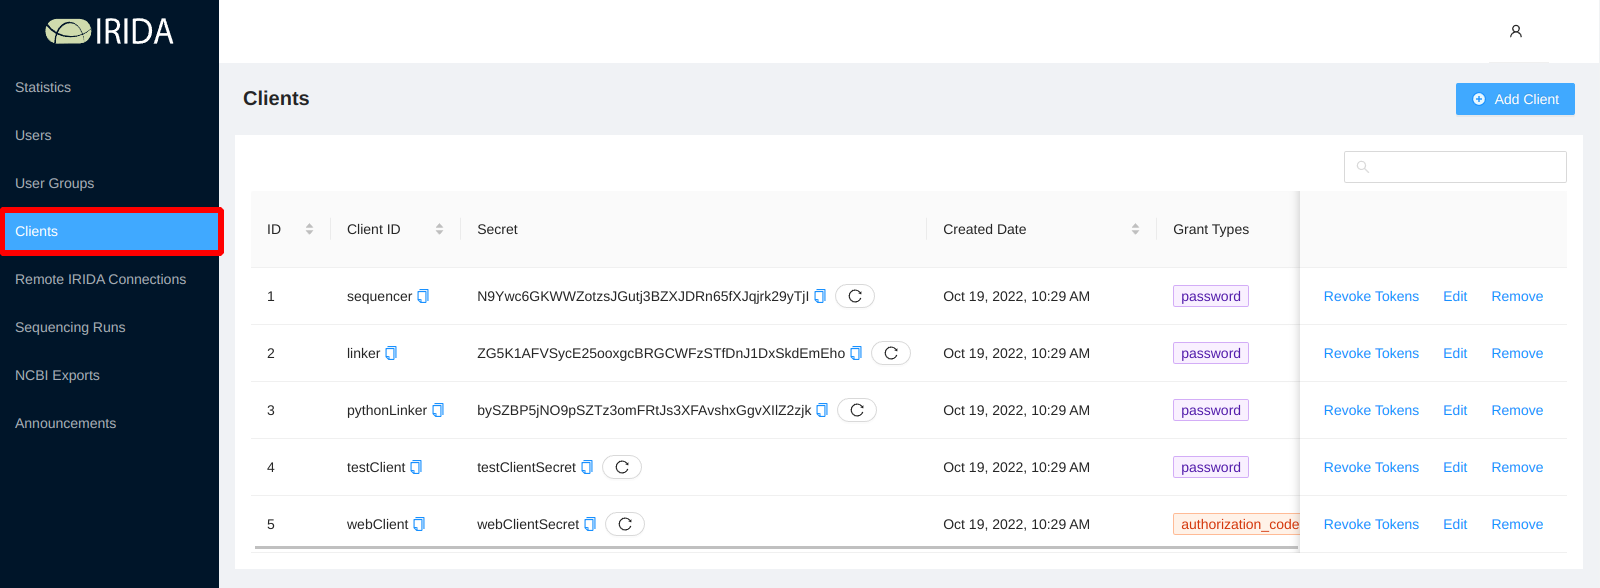 IRIDA
Statistics
Users
User Groups
Clients
Remote IRIDA Connections
Sequencing Runs
NCBI Exports
Announcements
Clients
Add Client
ID Client ID Secret Created Date Grant Types
1 sequencer N9Ywc6GKWWZotzsJGutj3BZXJDRn65fXJqjrk29yTjI Oct 19, 2022, 10:29 AM password Revoke Tokens Edit Remove
2 linker ZG5K1AFVSycE25ooxgcBRGCWFzSTfDnJ1DxSkdEmEho Oct 19, 2022, 10:29 AM password Revoke Tokens Edit Remove
3 pythonLinker bySZBP5jNO9pSZTz3omFRtJs3XFAvshxGgvXIlZ2zjk Oct 19, 2022, 10:29 AM password Revoke Tokens Edit Remove
4 testClient testClientSecret Oct 19, 2022, 10:29 AM password Revoke Tokens Edit Remove
5 webClient webClientSecret Oct 19, 2022, 10:29 AM authorization_code Revoke Tokens Edit Remove